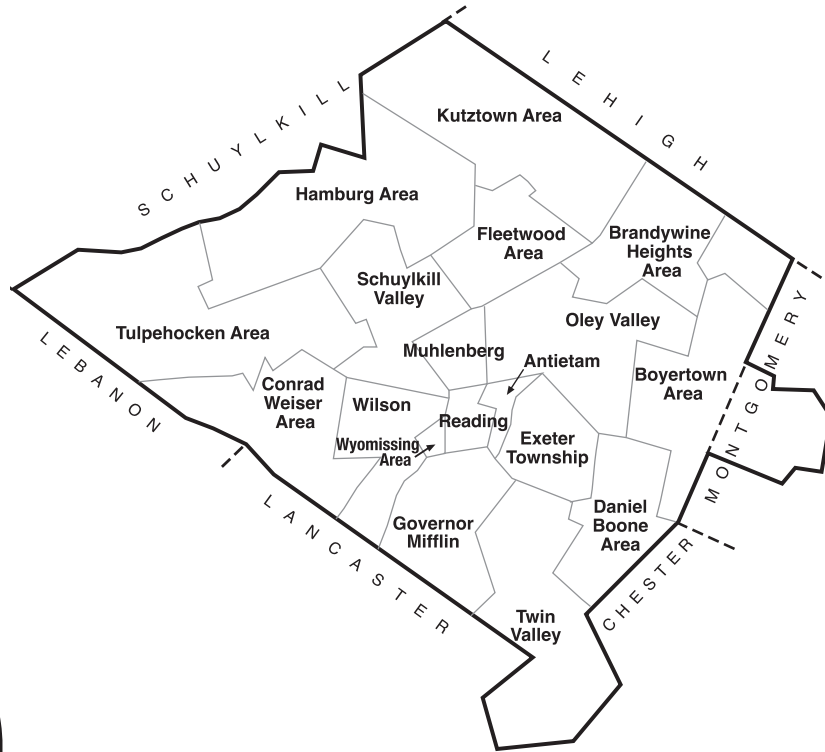 LEHIGH
SCHUYLKILL
Kutztown Area
Hamburg Area
Fleetwood
Area
Brandywine
Heights
Area
Schuylkill
Valley
MONTGOMERY
Oley Valley
Tulpehocken Area
LEBANON
Muhlenberg
Antietam
Boyertown
Area
Conrad
Weiser
Area
Wilson
Reading
Wyomissing
Area
Exeter
Township
LANCASTER
Governor
Mifflin
Daniel
Boone
Area
CHESTER
Twin
Valley